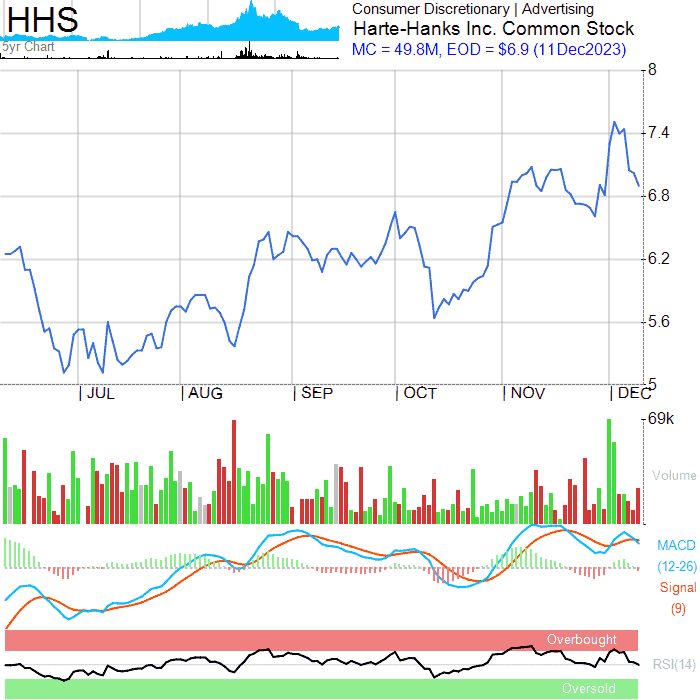 HHS
5yr Chart
Consumer Discretionary | Advertising
Harte-Hanks Inc. Common Stock
MC = 49.8M, EOD = $6.9 (11Dec2023)
8
7.4
6.8
6.2
5.6
5
JUL AUG SEP OCT NOV DEC
69k
Volume
MACD
(12-26)
Signal
(9)
Overbought
RSI(14)
Oversold